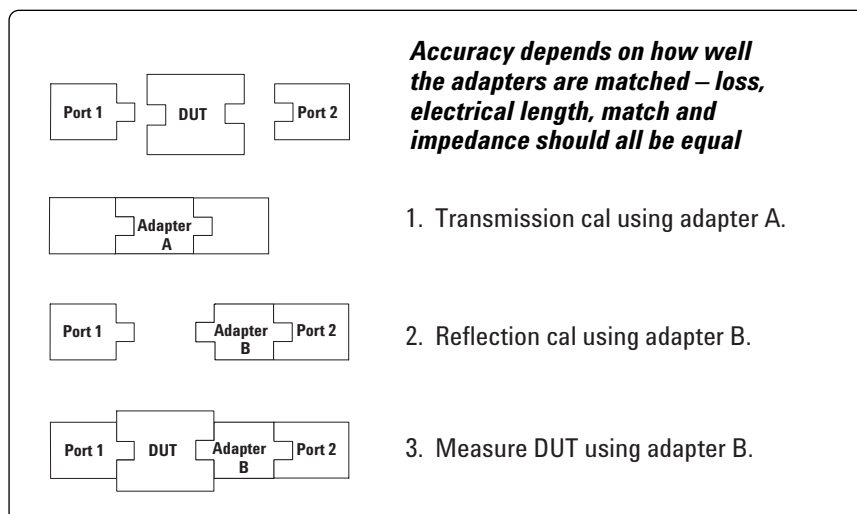 Accuracy depends on how well
the adapters are matched – loss,
electrical length, match and
impedance should all be equal
Port 1
DUT
Port 2
Adapter
A
1. Transmission cal using adapter A.
Port 1
Adapter
B
Port 2
2. Reflection cal using adapter B.
Port 1
DUT
Adapter
B
Port 2
3. Measure DUT using adapter B.